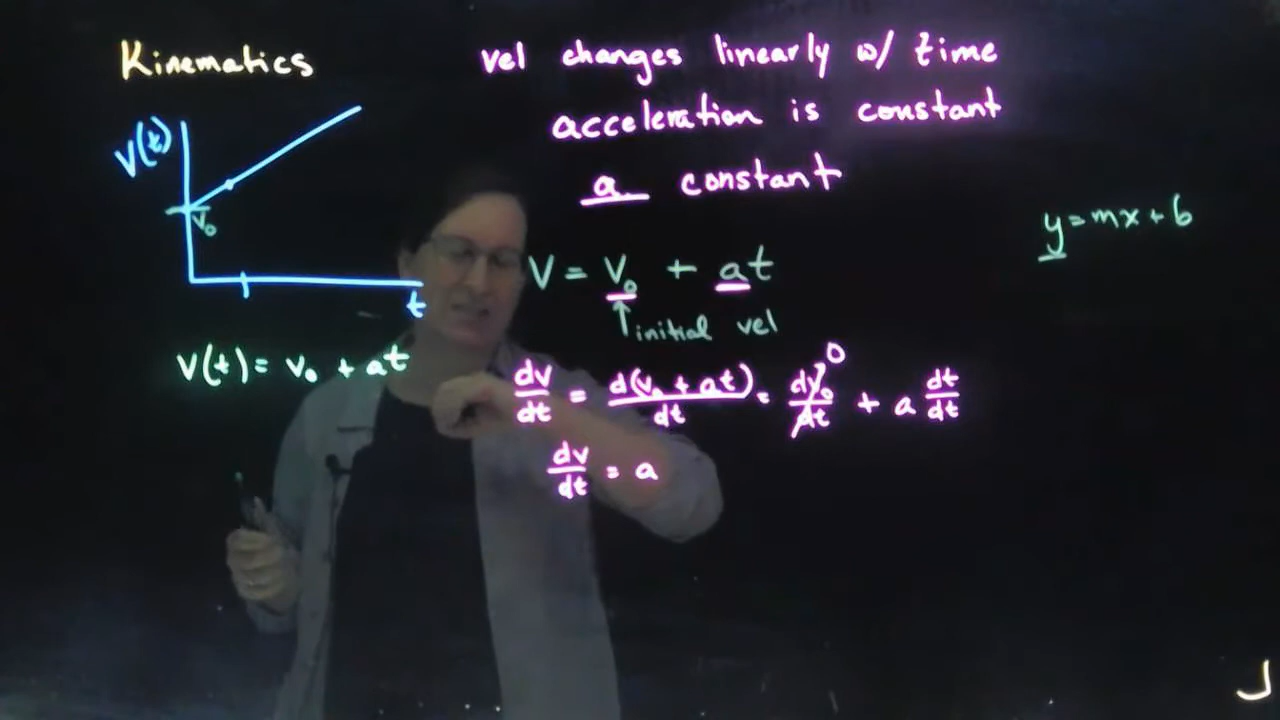 Kinematics
vel changes linearly w/ time
acceleration is constant
a constant
V(t)
V₀
t
y = mx + b
V = V₀ + at
↑ initial vel
V(t) = v₀ + at
dv/dt = d(v₀ + at)/dt = dv₀/dt 0 + a dt/dt
dv/dt = a